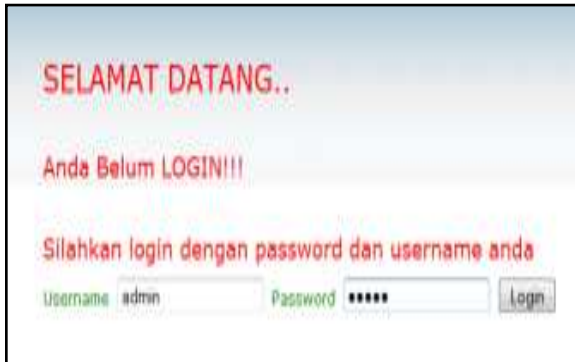 SELAMAT DATANG..
Anda Belum LOGIN!!!
Silahkan login dengan password dan username anda
Username admin Password ••••• Login